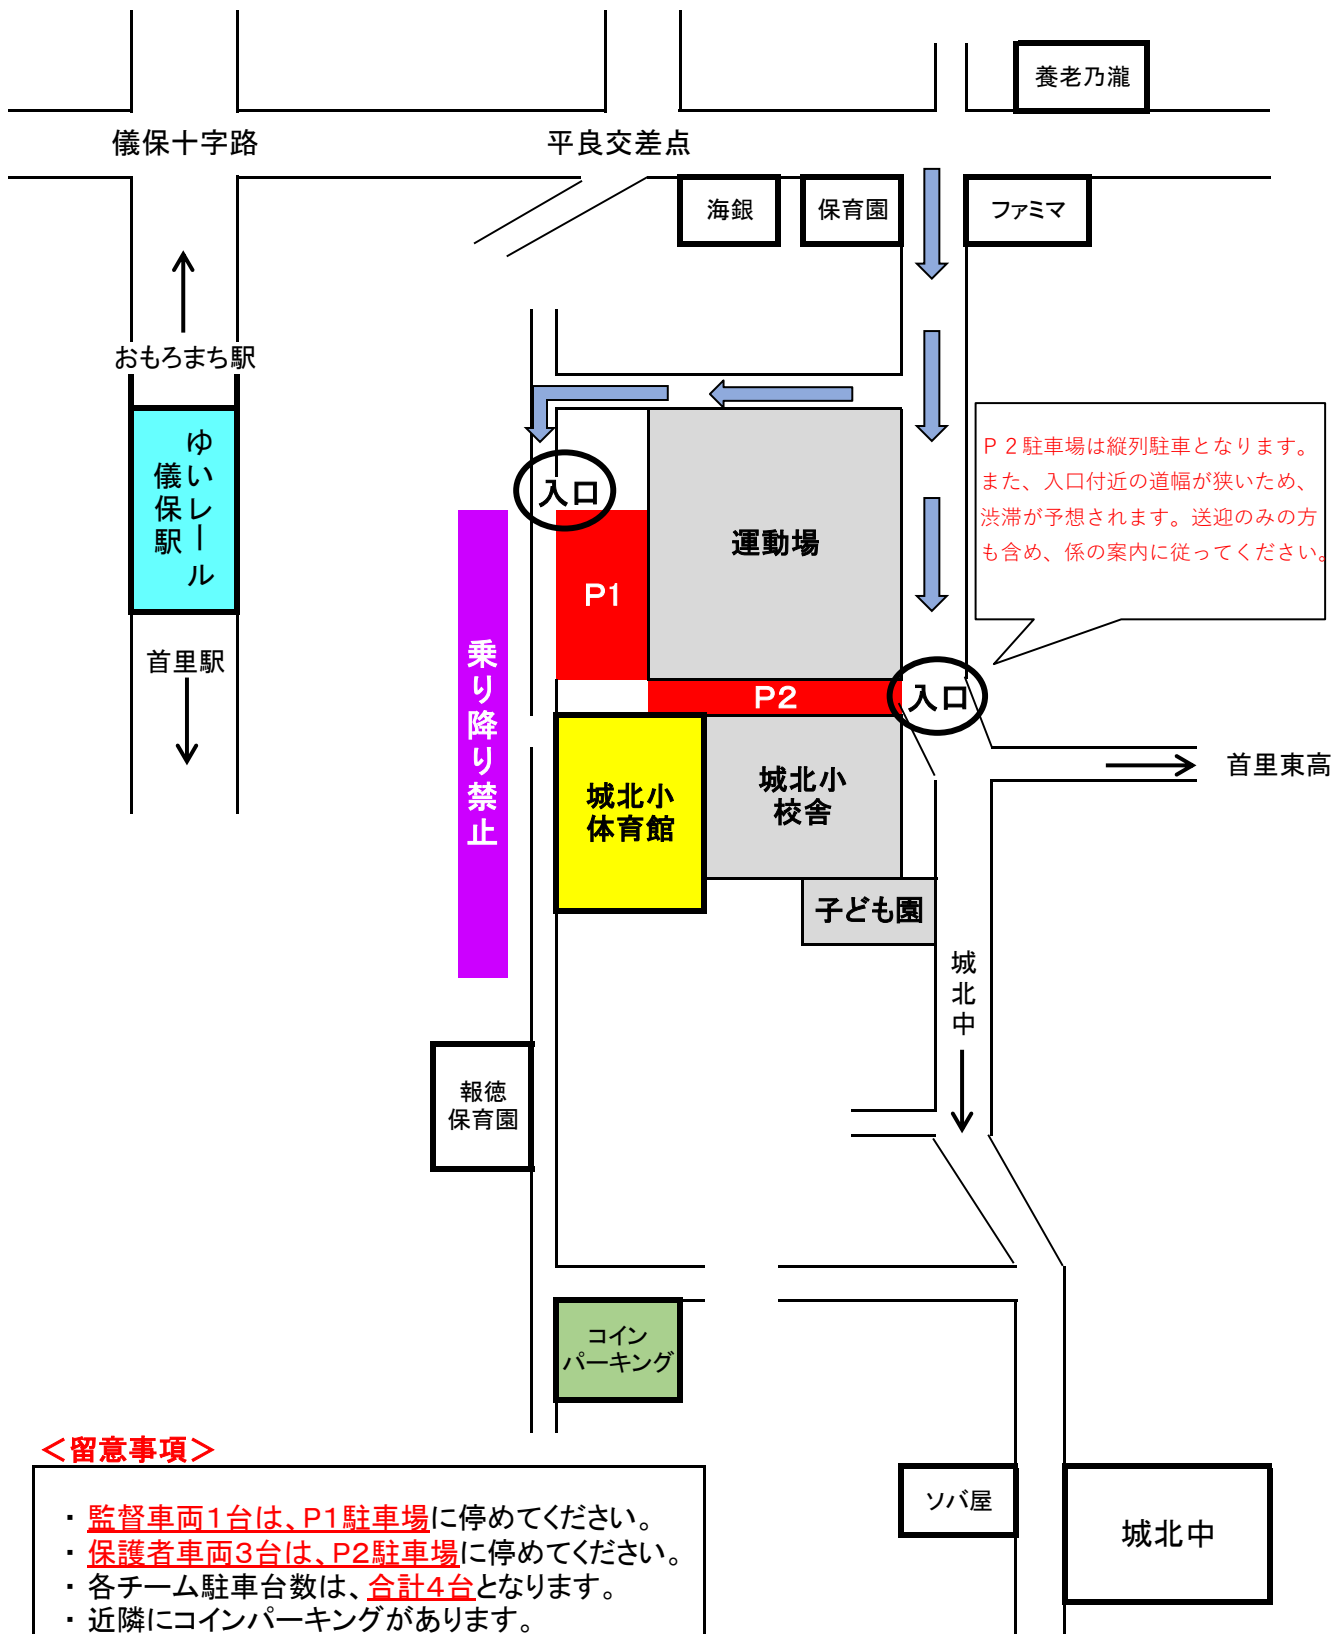 養老乃瀧
儀保十字路
平良交差点
海銀
保育園
ファミマ
おもろまち駅
ゆいレール
儀保駅
首里駅
入口
P1
運動場
P 2 駐車場は縦列駐車となります。
また、入口付近の道幅が狭いため、
渋滞が予想されます。送迎のみの方
も含め、係の案内に従ってください。
乗り降り禁止
P2
入口
首里東高
城北小
体育館
城北小
校舎
子ども園
城北中
報徳
保育園
コイン
パーキング
<留意事項>
・ 監督車両1台は、P1駐車場に停めてください。
・ 保護者車両3台は、P2駐車場に停めてください。
・ 各チーム駐車台数は、合計4台となります。
・ 近隣にコインパーキングがあります。
ソバ屋
城北中